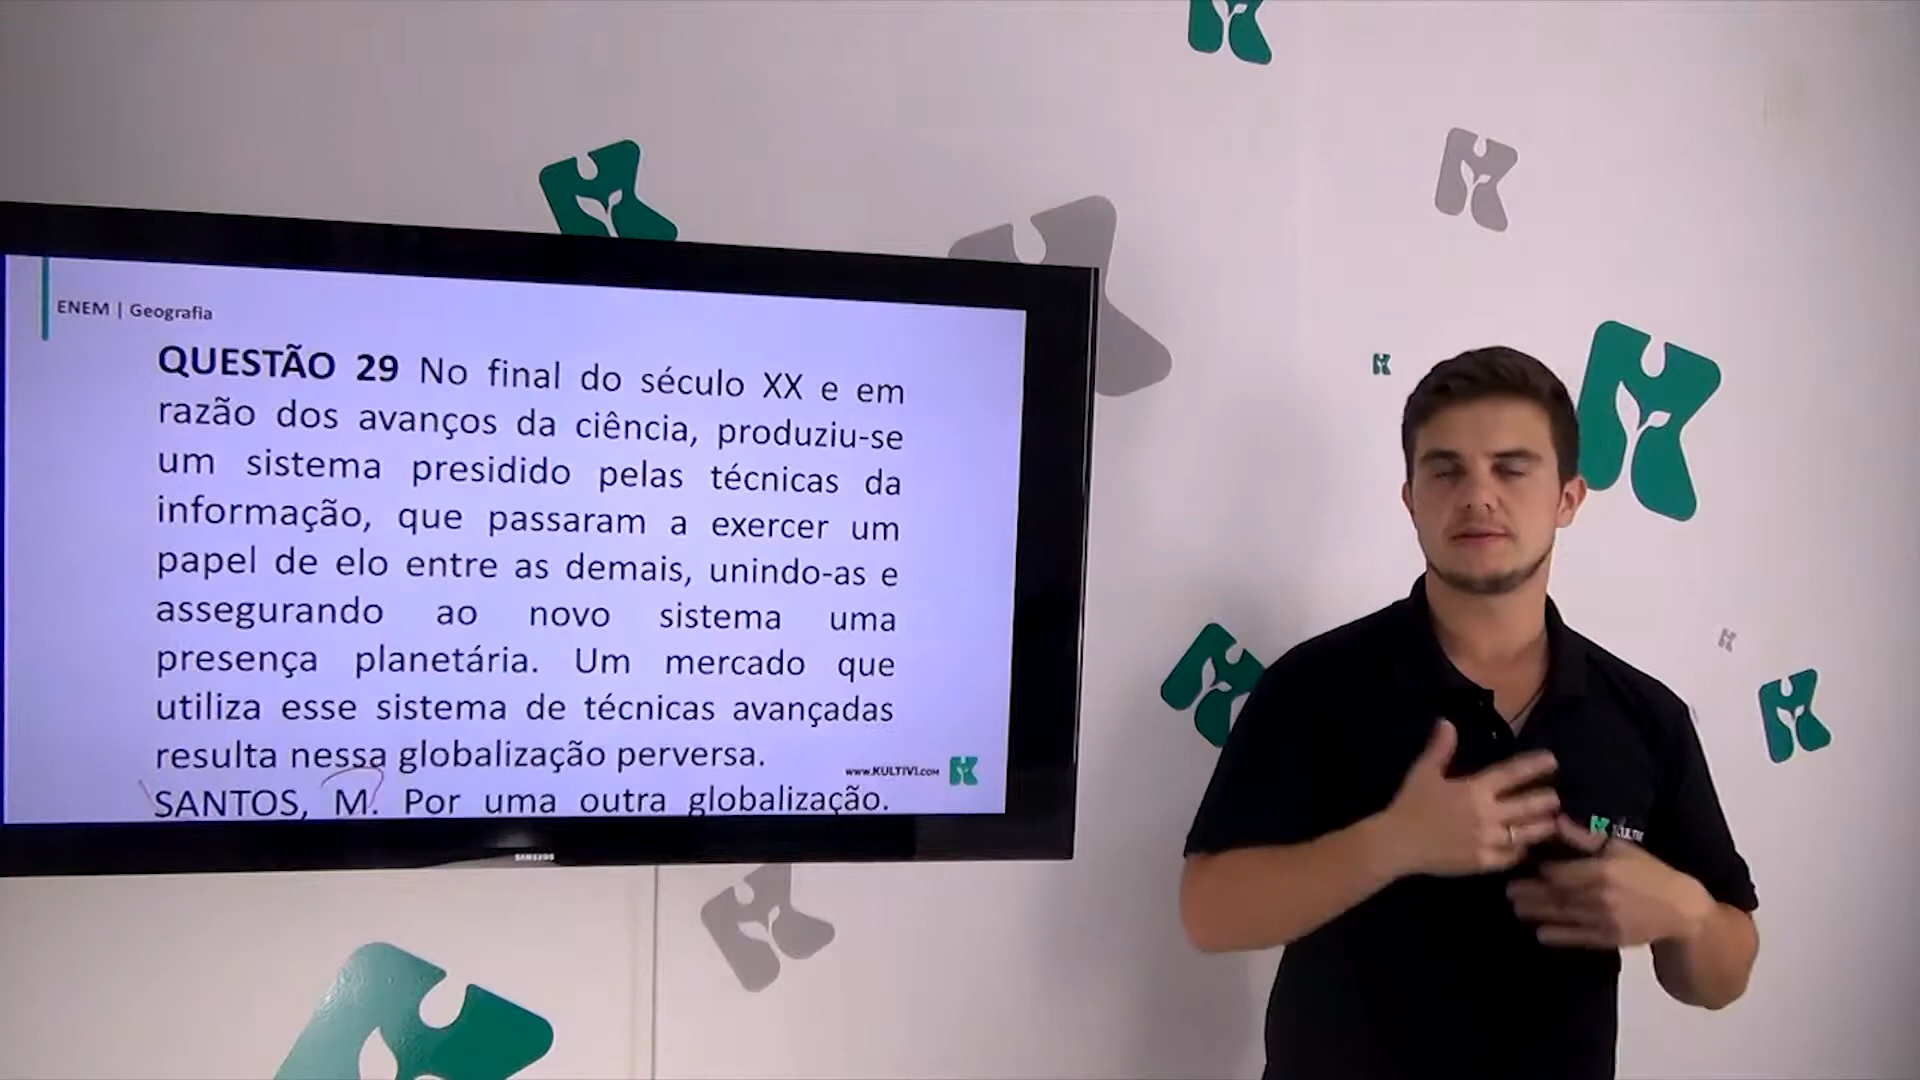 ENEM | Geografia
QUESTÃO 29 No final do século XX e em
razão dos avanços da ciência, produziu-se
um sistema presidido pelas técnicas da
informação, que passaram a exercer um
papel de elo entre as demais, unindo-as e
assegurando ao novo sistema uma
presença planetária. Um mercado que
utiliza esse sistema de técnicas avançadas
resulta nessa globalização perversa.
www.KULTIVI.com
SANTOS, M. Por uma outra globalização.
SAMSUNG